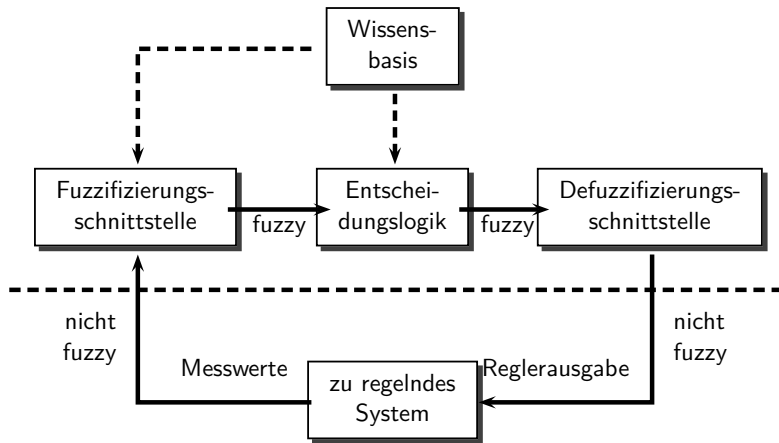 Wissens-
basis
Fuzzifizierungs-
schnittstelle
fuzzy
Entschei-
dungslogik
fuzzy
Defuzzifizierungs-
schnittstelle
nicht
fuzzy
nicht
fuzzy
Messwerte
zu regelndes
System
Reglerausgabe